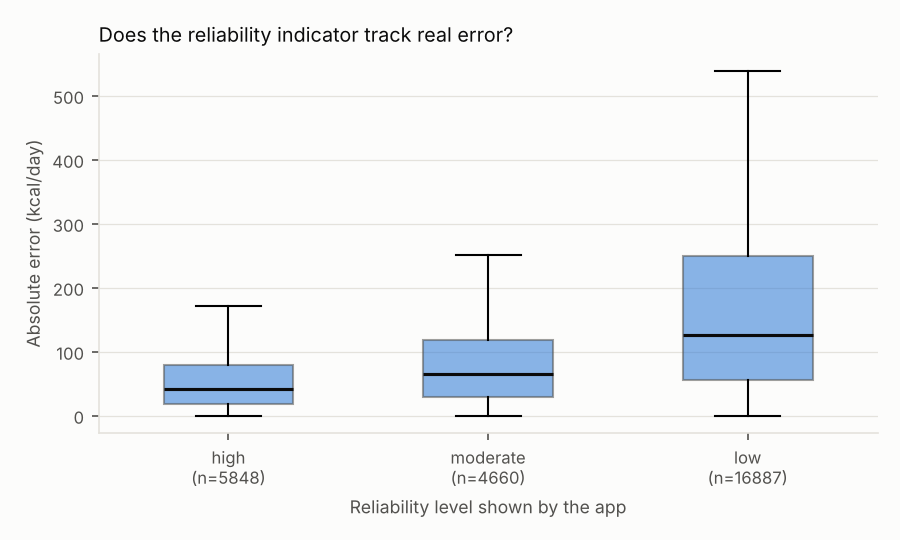 Does the reliability indicator track real error?
Absolute error (kcal/day)
500
400
300
200
100
0
high
(n=5848)
moderate
(n=4660)
low
(n=16887)
Reliability level shown by the app